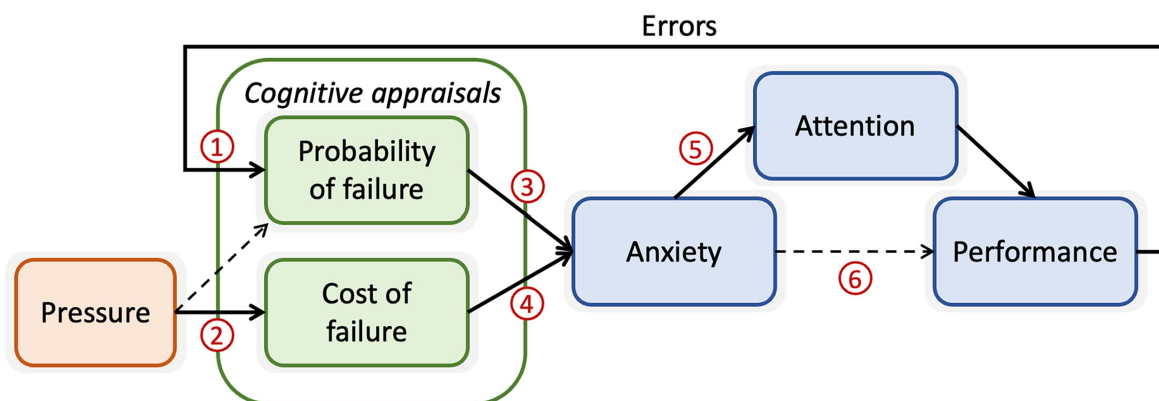 Errors
Cognitive appraisals
1
Probability
of failure
3
Attention
5
Pressure
2
Cost of
failure
4
Anxiety
6
Performance